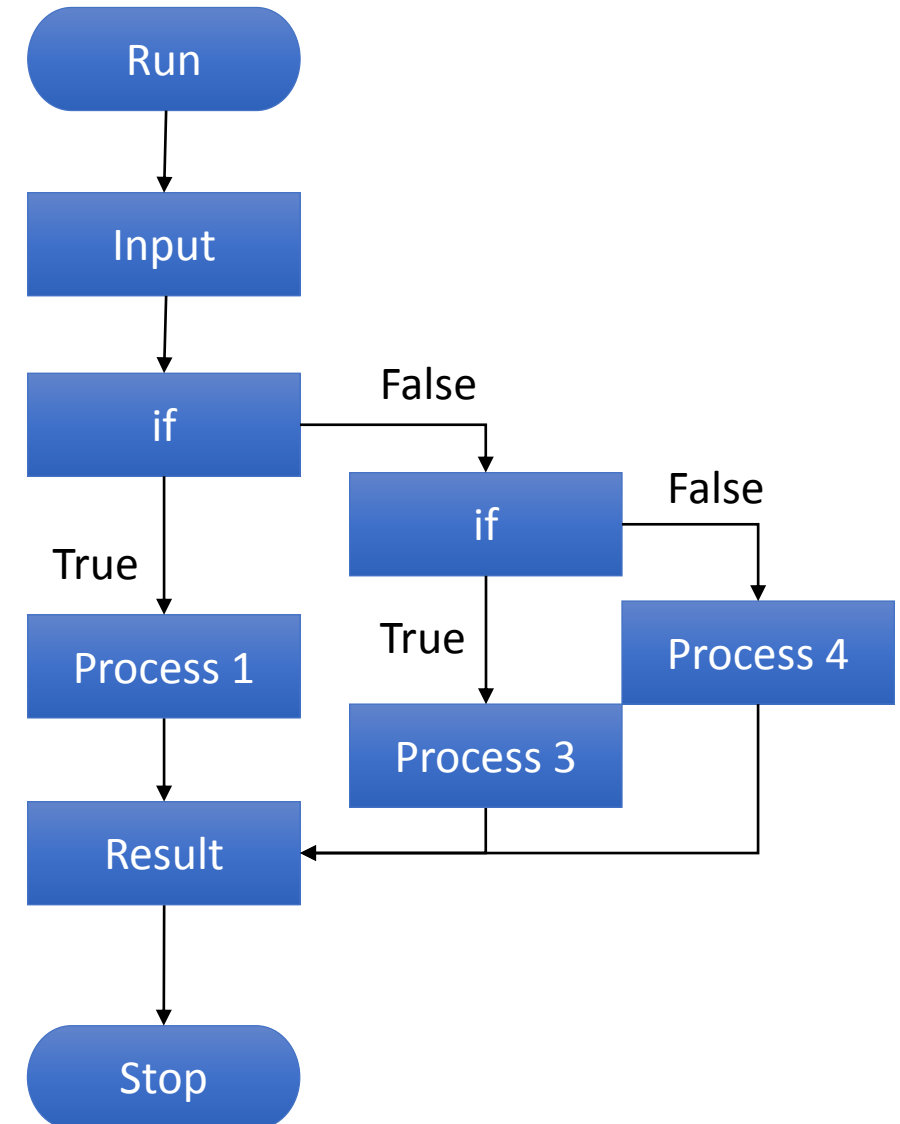 Run
Input
if
False
if
False
True
True
Process 1
Process 4
Process 3
Result
Stop